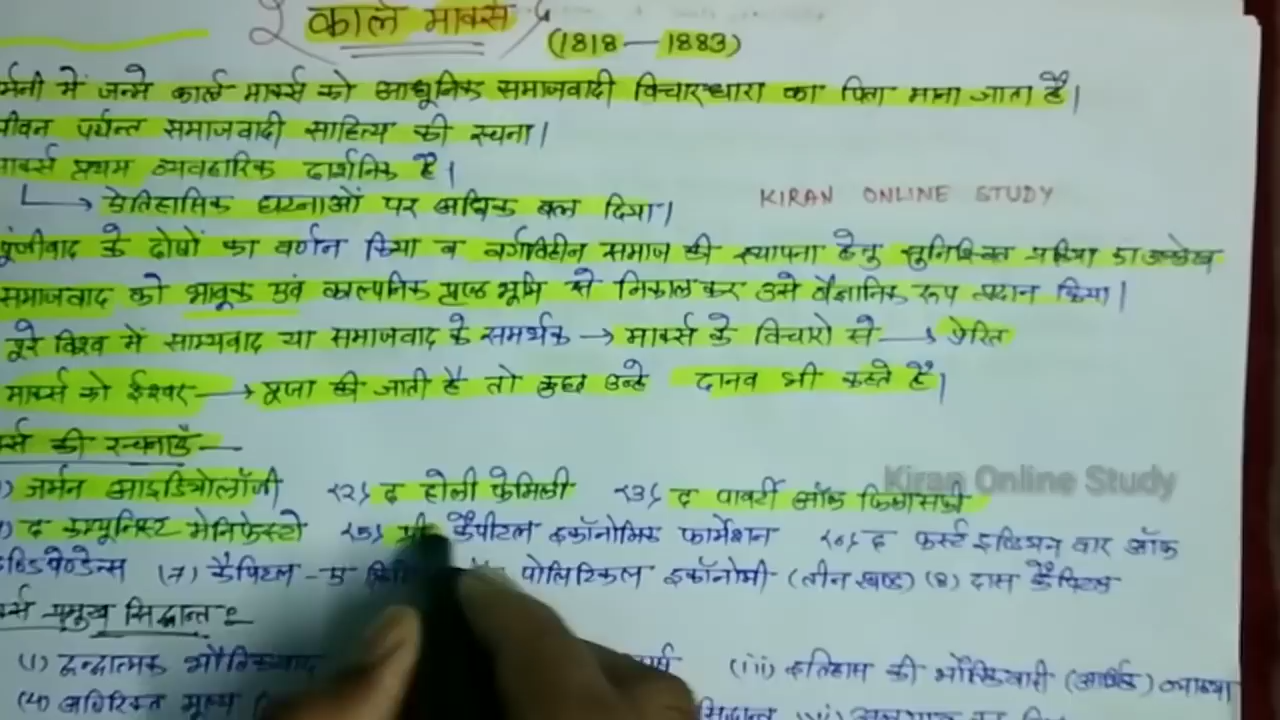 कार्ल मार्क्स
(1818 — 1883)
र्मनी में जन्मे कार्ल मार्क्स को आधुनिक समाजवादी विचारधारा का पिता माना जाता है।
जीवन पर्यन्त समाजवादी साहित्य की रचना।
मार्क्स प्रथम व्यवहारिक दार्शनिक है।
→ ऐतिहासिक घटनाओं पर अधिक बल दिया।
KIRAN ONLINE STUDY
पूंजीवाद के दोषों का वर्णन किया व वर्गविहीन समाज की स्थापना हेतु सुनिश्चित प्रक्रिया का उल्लेख
समाजवाद को भावुक एवं काल्पनिक पृष्ठ भूमि से निकाल कर उसे वैज्ञानिक रूप प्रदान किया।
पूरे विश्व में साम्यवाद या समाजवाद के समर्थक → मार्क्स के विचारो से → प्रेरित
मार्क्स को ईश्वर → पूजा की जाती है तो कुछ उन्हे दानव भी कहते है।
र्स की रचनाएँ —
) जर्मन आइडियोलॉजी (2) द होली फेमिली (3) द पावर्टी ऑफ फिलोसफी
Kiran Online Study
) द कम्यूनिस्ट मेनिफेस्टो (5) प्री कैपीटल इकॉनोमिक फार्मेशन (6) द फर्स्ट इण्डियन वार ऑफ
इण्डिपेण्डेन्स (7) कैपिटल - ए पोलिटिकल इकॉनोमी (तीन खण्ड) (8) दास कैपिटल
र्स प्रमुख सिद्धान्त :-
(i) द्वन्दात्मक भौतिकवाद (iii) इतिहास की भौतिकवादी (आर्थिक) व्याख्या
अतिरिक्त मूल्य सिद्धान्त